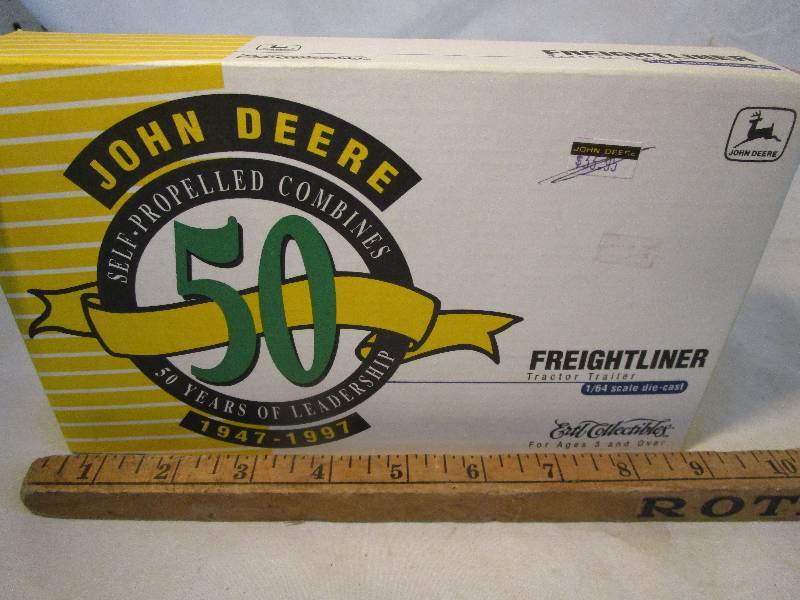 FREIGHTLINER
JOHN DEERE
SELF-PROPELLED COMBINES
50
50 YEARS OF LEADERSHIP
1947-1997
JOHN DEERE
JOHN DEERE
FREIGHTLINER
Tractor Trailer
1/64 scale die-cast
Ertl Collectibles
For Ages 3 and Over
1 2 3 4 5 6 7 8 9 10
ROT